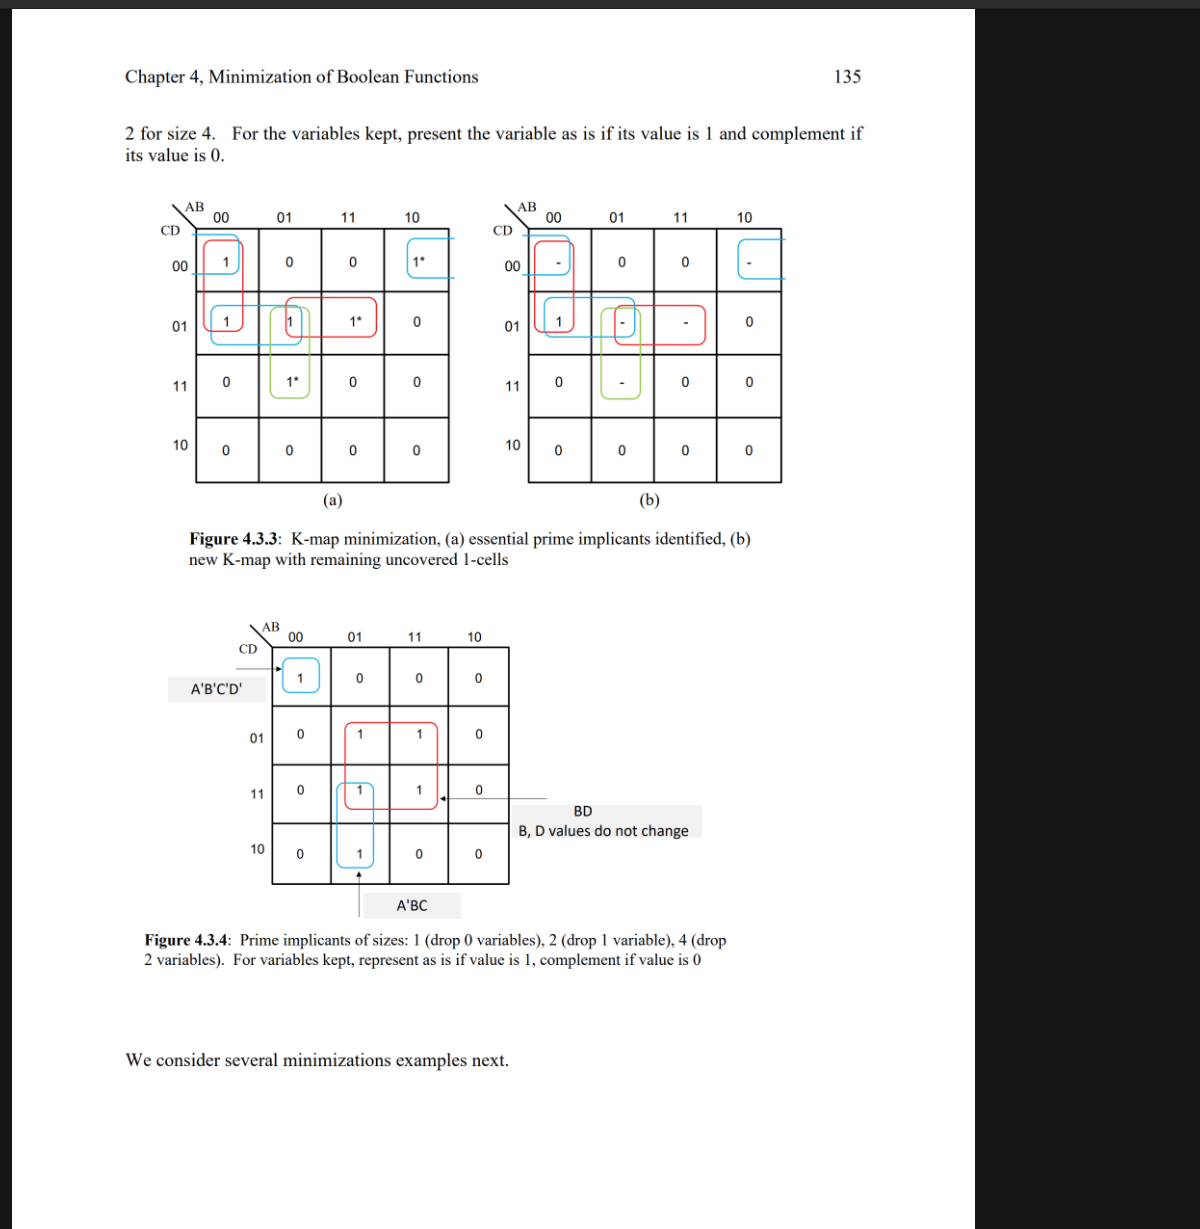 Chapter 4, Minimization of Boolean Functions 135
2 for size 4. For the variables kept, present the variable as is if its value is 1 and complement if
its value is 0.
AB
00 01 11 10
CD
00 1 0 0 1*
01 1 1 1* 0
11 0 1* 0 0
10 0 0 0 0
(a)
AB
00 01 11 10
CD
00 - 0 0 -
01 1 - - 0
11 0 - 0 0
10 0 0 0 0
(b)
Figure 4.3.3: K-map minimization, (a) essential prime implicants identified, (b)
new K-map with remaining uncovered 1-cells
AB
00 01 11 10
CD
1 0 0 0
A'B'C'D'
01 0 1 1 0
11 0 1 1 0
BD
B, D values do not change
10 0 1 0 0
A'BC
Figure 4.3.4: Prime implicants of sizes: 1 (drop 0 variables), 2 (drop 1 variable), 4 (drop
2 variables). For variables kept, represent as is if value is 1, complement if value is 0
We consider several minimizations examples next.